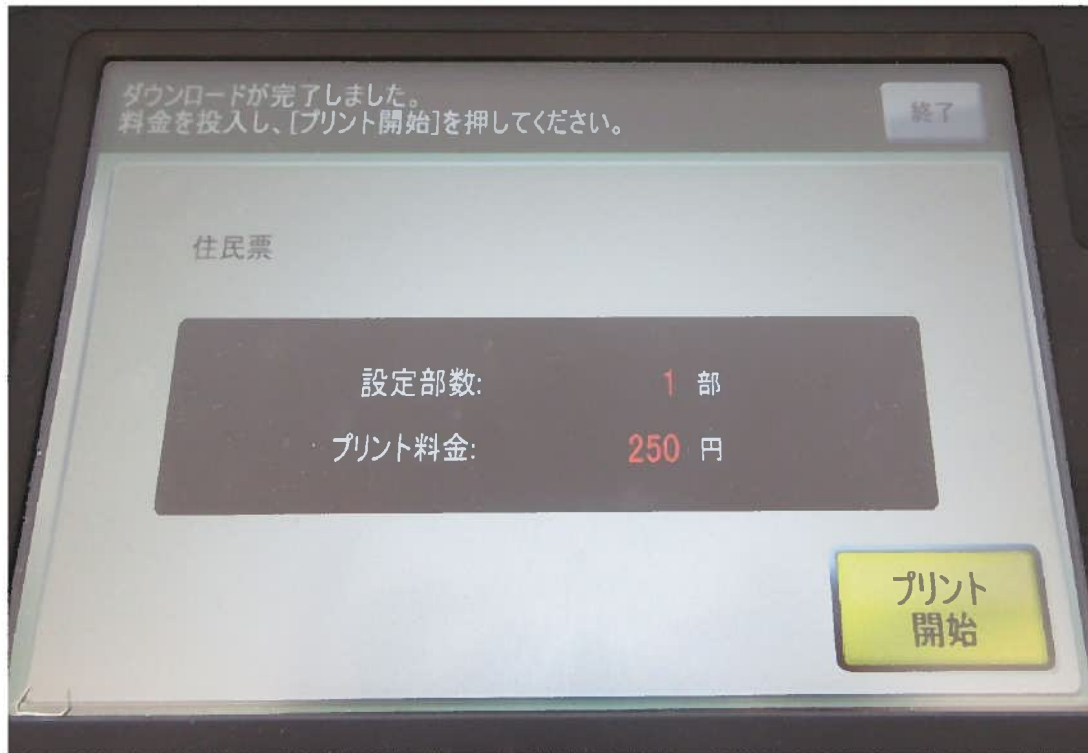 ダウンロードが完了しました。
料金を投入し、[プリント開始]を押してください。
終了
住民票
設定部数: 1 部
プリント料金: 250 円
プリント
開始